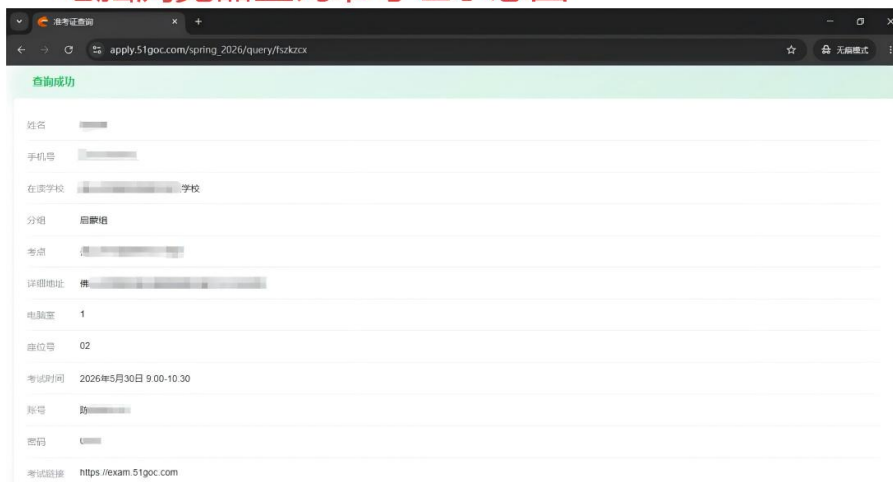 准考证查询
apply.51goc.com/spring_2026/query/fszkzcx
无痕模式
查询成功
姓名
手机号
在读学校 学校
分组 启蒙组
考点
详细地址 佛
电脑室 1
座位号 02
考试时间 2026年5月30日 9:00-10:30
账号
密码
考试链接 https://exam.51goc.com